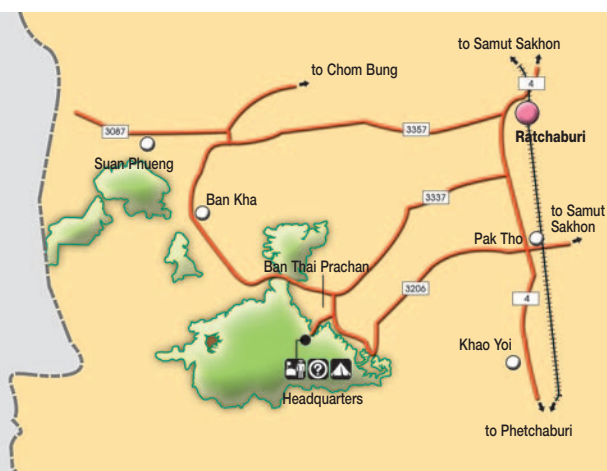 to Samut Sakhon
to Chom Bung
4
3087
3357
Ratchaburi
Suan Phueng
3337
Ban Kha
to Samut
Sakhon
Pak Tho
Ban Thai Prachan
3206
4
Khao Yoi
?
Headquarters
to Phetchaburi